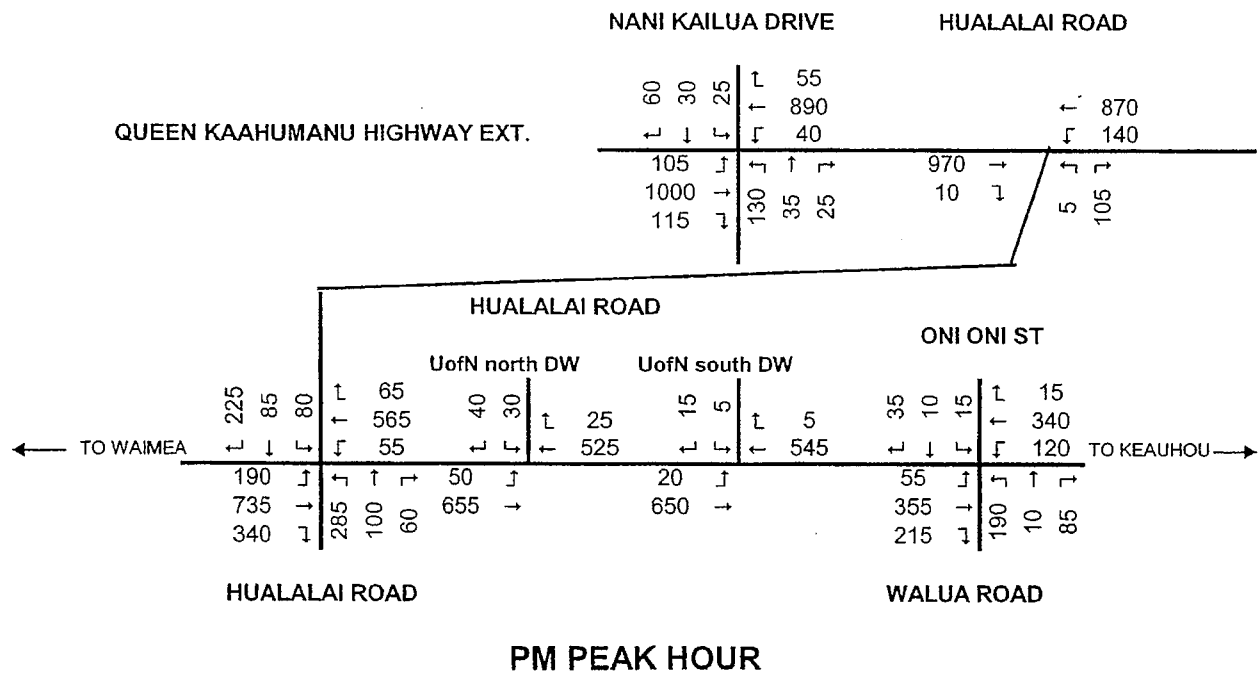 NANI KAILUA DRIVE HUALALAI ROAD
60 30 25 ↰ 55
← 890 ← 870
QUEEN KAAHUMANU HIGHWAY EXT. 40 140
105 970 →
1000 → 130 35 25 10 5 105
115
HUALALAI ROAD
ONI ONI ST
UofN north DW UofN south DW
225 85 80 65 40 30 25 15 5 5 35 10 15 15
← 565 ← 525 ← 545 ← 340
← TO WAIMEA 55 120 TO KEAUHOU →
190 50 20 55
735 → 285 100 60 655 → 650 → 355 → 190 10 85
340 215
HUALALAI ROAD WALUA ROAD
PM PEAK HOUR